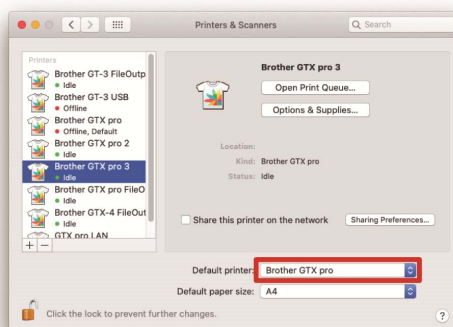 Printers & Scanners
Search
Printers
Brother GT-3 FileOutp
Idle
Brother GT-3 USB
Offline
Brother GTX pro
Offline, Default
Brother GTX pro 2
Idle
Brother GTX pro 3
Idle
Brother GTX pro FileO
Idle
Brother GTX-4 FileOut
Idle
GTX pro LAN
+ −
Brother GTX pro 3
Open Print Queue...
Options & Supplies...
Location:
Kind: Brother GTX pro
Status: Idle
Share this printer on the network
Sharing Preferences...
Default printer: Brother GTX pro
Default paper size: A4
Click the lock to prevent further changes.
?